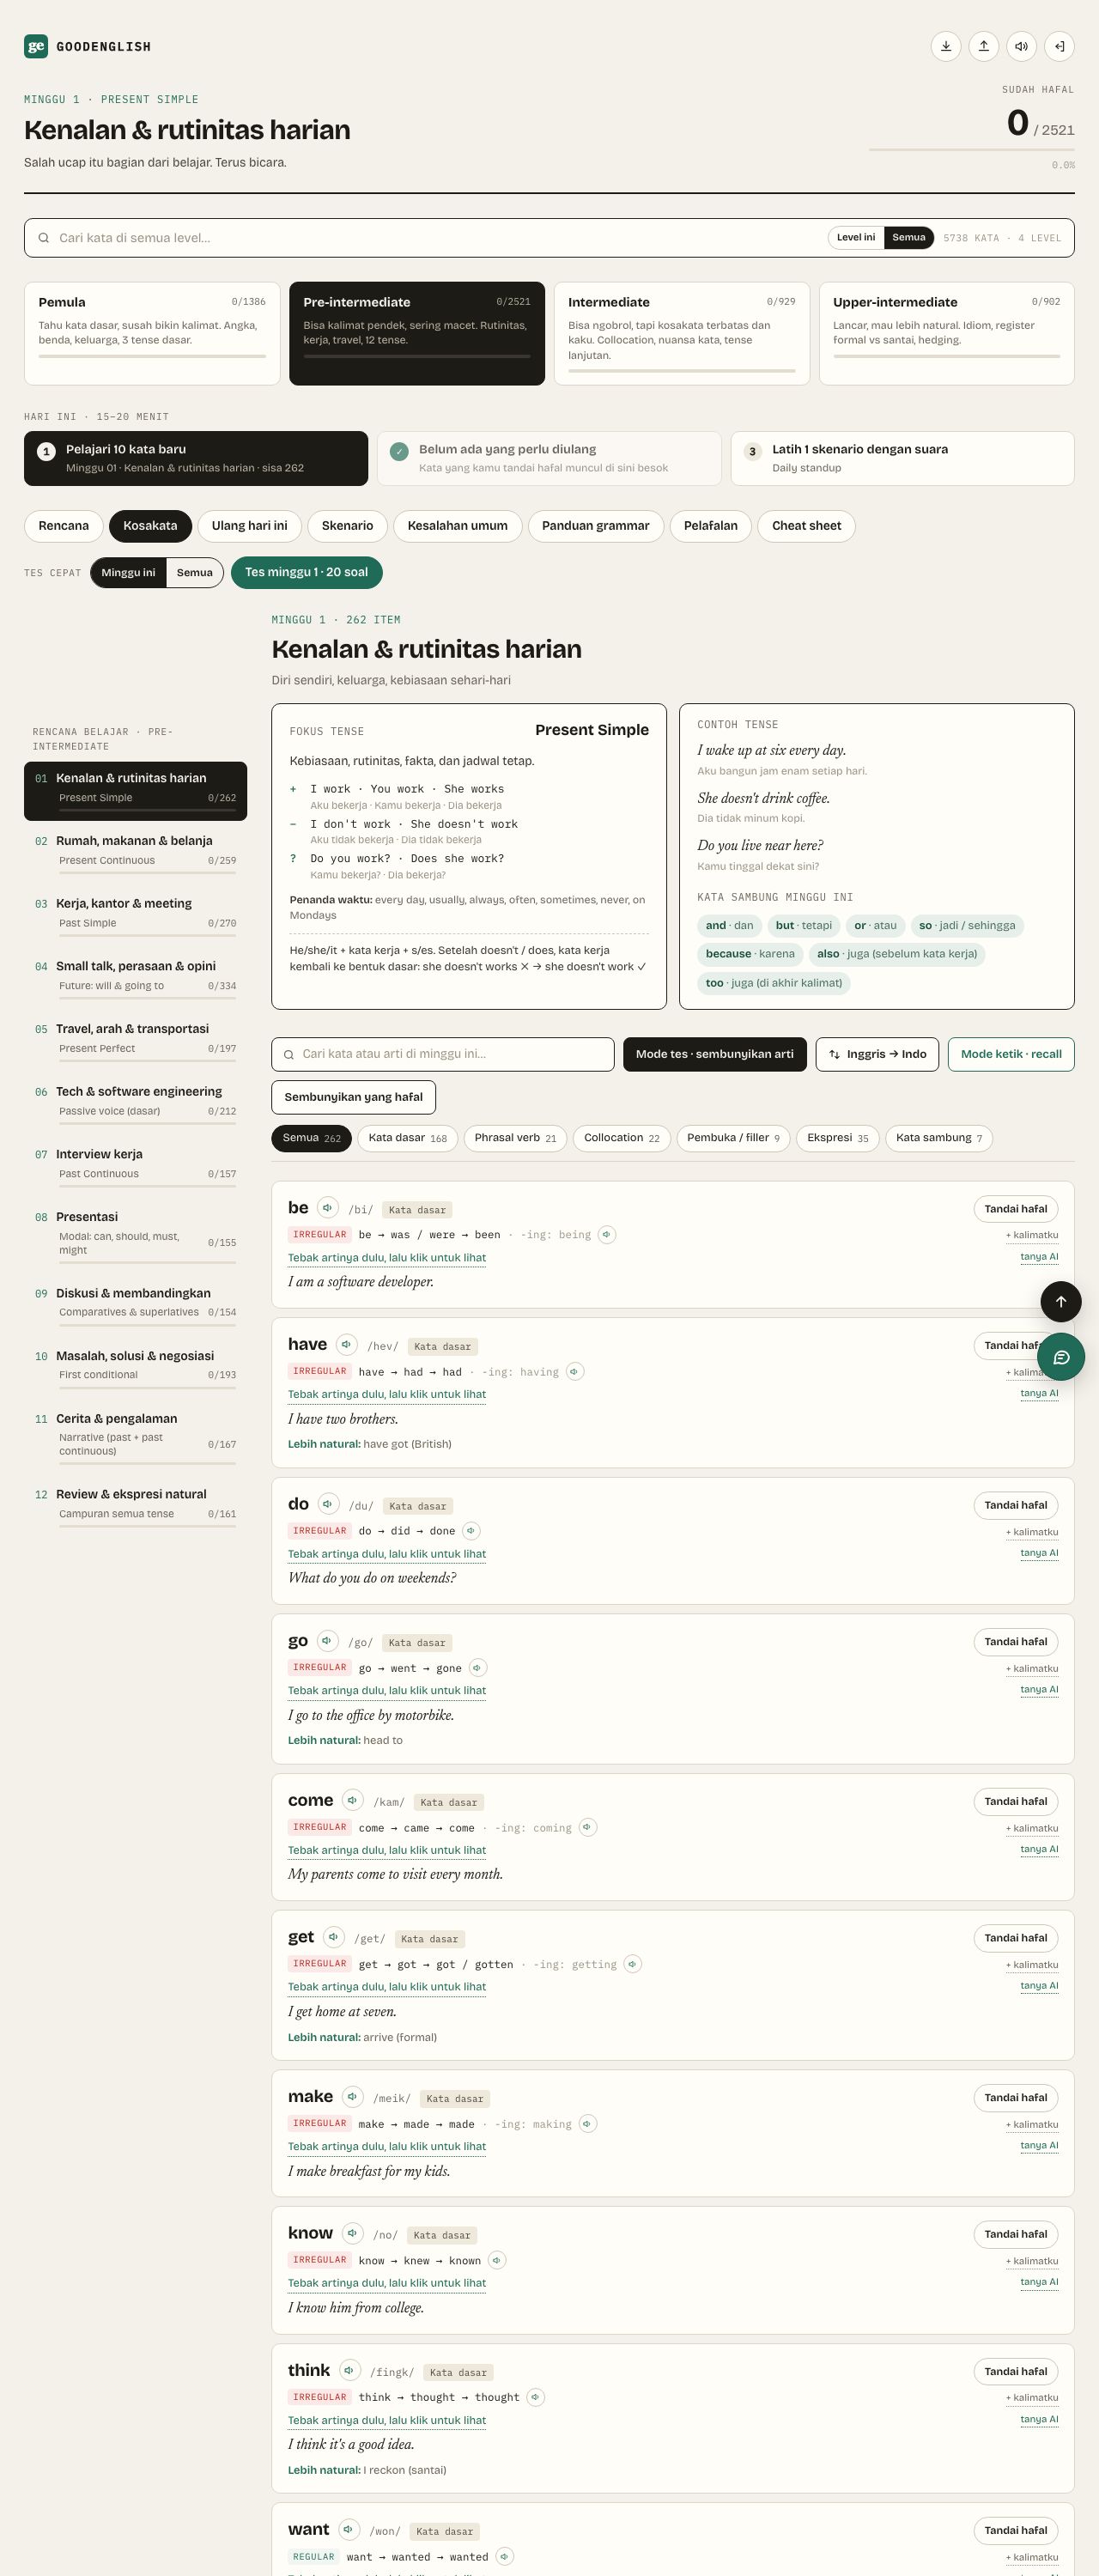 ge GOODENGLISH
MINGGU 1 · PRESENT SIMPLE
Kenalan & rutinitas harian
Salah ucap itu bagian dari belajar. Terus bicara.
SUDAH HAFAL
0 / 2521
0.0%
Cari kata di semua level...
Level ini Semua 5738 KATA · 4 LEVEL
Pemula 0/1386
Tahu kata dasar, susah bikin kalimat. Angka,
benda, keluarga, 3 tense dasar.
Pre-intermediate 0/2521
Bisa kalimat pendek, sering macet. Rutinitas,
kerja, travel, 12 tense.
Intermediate 0/929
Bisa ngobrol, tapi kosakata terbatas dan
kaku. Collocation, nuansa kata, tense
lanjutan.
Upper-intermediate 0/902
Lancar, mau lebih natural. Idiom, register
formal vs santai, hedging.
HARI INI · 15–20 MENIT
1 Pelajari 10 kata baru
Minggu 01 · Kenalan & rutinitas harian · sisa 262
✓ Belum ada yang perlu diulang
Kata yang kamu tandai hafal muncul di sini besok
3 Latih 1 skenario dengan suara
Daily standup
Rencana Kosakata Ulang hari ini Skenario Kesalahan umum Panduan grammar Pelafalan Cheat sheet
TES CEPAT Minggu ini Semua Tes minggu 1 · 20 soal
RENCANA BELAJAR · PRE-
INTERMEDIATE
01 Kenalan & rutinitas harian
Present Simple 0/262
02 Rumah, makanan & belanja
Present Continuous 0/259
03 Kerja, kantor & meeting
Past Simple 0/270
04 Small talk, perasaan & opini
Future: will & going to 0/334
05 Travel, arah & transportasi
Present Perfect 0/197
06 Tech & software engineering
Passive voice (dasar) 0/212
07 Interview kerja
Past Continuous 0/157
08 Presentasi
Modal: can, should, must,
might 0/155
09 Diskusi & membandingkan
Comparatives & superlatives 0/154
10 Masalah, solusi & negosiasi
First conditional 0/193
11 Cerita & pengalaman
Narrative (past + past
continuous) 0/167
12 Review & ekspresi natural
Campuran semua tense 0/161
MINGGU 1 · 262 ITEM
Kenalan & rutinitas harian
Diri sendiri, keluarga, kebiasaan sehari-hari
FOKUS TENSE Present Simple
Kebiasaan, rutinitas, fakta, dan jadwal tetap.
+ I work · You work · She works
Aku bekerja · Kamu bekerja · Dia bekerja
− I don't work · She doesn't work
Aku tidak bekerja · Dia tidak bekerja
? Do you work? · Does she work?
Kamu bekerja? · Dia bekerja?
Penanda waktu: every day, usually, always, often, sometimes, never, on
Mondays
He/she/it + kata kerja + s/es. Setelah doesn't / does, kata kerja
kembali ke bentuk dasar: she doesn't works ✕ → she doesn't work ✓
CONTOH TENSE
I wake up at six every day.
Aku bangun jam enam setiap hari.
She doesn't drink coffee.
Dia tidak minum kopi.
Do you live near here?
Kamu tinggal dekat sini?
KATA SAMBUNG MINGGU INI
and · dan but · tetapi or · atau so · jadi / sehingga
because · karena also · juga (sebelum kata kerja)
too · juga (di akhir kalimat)
Cari kata atau arti di minggu ini...
Mode tes · sembunyikan arti
Inggris → Indo
Mode ketik · recall
Sembunyikan yang hafal
Semua 262 Kata dasar 168 Phrasal verb 21 Collocation 22 Pembuka / filler 9 Ekspresi 35 Kata sambung 7
be /bi/ Kata dasar Tandai hafal
IRREGULAR be → was / were → been · -ing: being + kalimatku
Tebak artinya dulu, lalu klik untuk lihat tanya AI
I am a software developer.
have /hev/ Kata dasar Tandai
IRREGULAR have → had → had · -ing: having
Tebak artinya dulu, lalu klik untuk lihat tanya AI
I have two brothers.
Lebih natural: have got (British)
do /du/ Kata dasar Tandai hafal
IRREGULAR do → did → done + kalimatku
Tebak artinya dulu, lalu klik untuk lihat tanya AI
What do you do on weekends?
go /go/ Kata dasar Tandai hafal
IRREGULAR go → went → gone + kalimatku
Tebak artinya dulu, lalu klik untuk lihat tanya AI
I go to the office by motorbike.
Lebih natural: head to
come /kam/ Kata dasar Tandai hafal
IRREGULAR come → came → come · -ing: coming + kalimatku
Tebak artinya dulu, lalu klik untuk lihat tanya AI
My parents come to visit every month.
get /get/ Kata dasar Tandai hafal
IRREGULAR get → got → got / gotten · -ing: getting + kalimatku
Tebak artinya dulu, lalu klik untuk lihat tanya AI
I get home at seven.
Lebih natural: arrive (formal)
make /meik/ Kata dasar Tandai hafal
IRREGULAR make → made → made · -ing: making + kalimatku
Tebak artinya dulu, lalu klik untuk lihat tanya AI
I make breakfast for my kids.
know /no/ Kata dasar Tandai hafal
IRREGULAR know → knew → known + kalimatku
Tebak artinya dulu, lalu klik untuk lihat tanya AI
I know him from college.
think /fingk/ Kata dasar Tandai hafal
IRREGULAR think → thought → thought + kalimatku
Tebak artinya dulu, lalu klik untuk lihat tanya AI
I think it's a good idea.
Lebih natural: I reckon (santai)
want /won/ Kata dasar Tandai hafal
REGULAR want → wanted → wanted + kalimatku